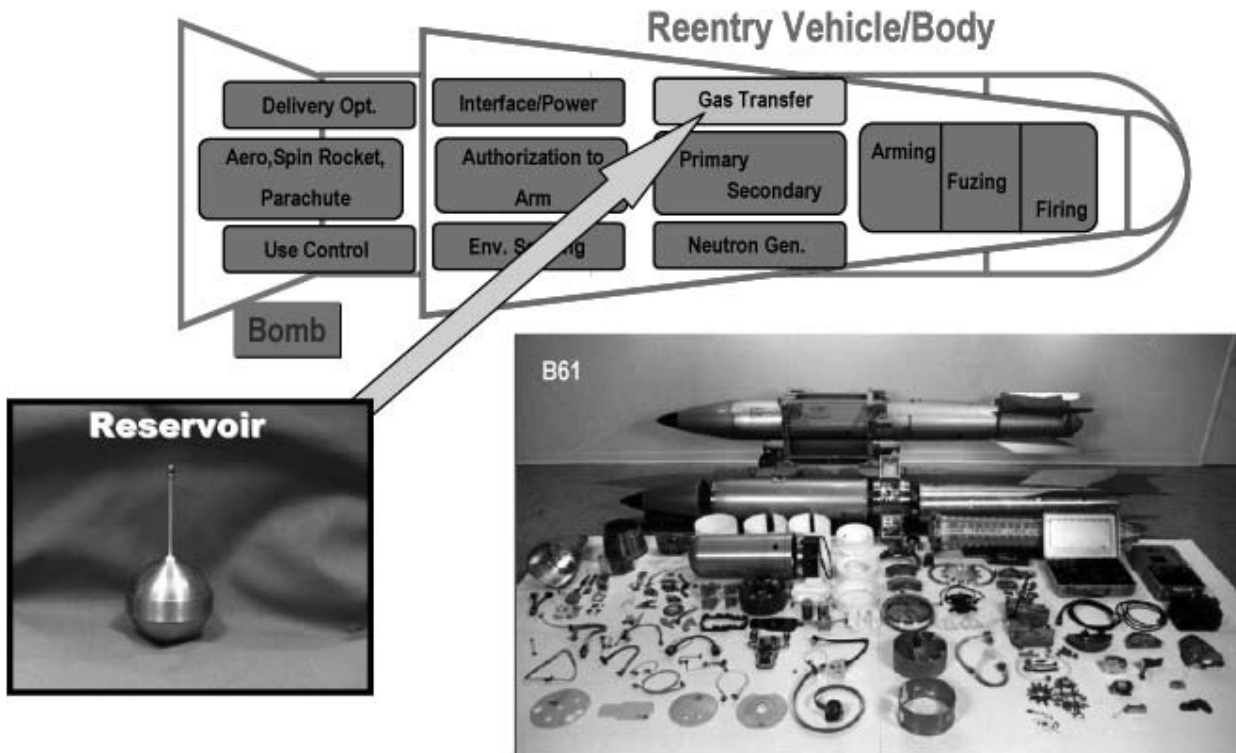 Reentry Vehicle/Body
Delivery Opt.
Aero,Spin Rocket,
Parachute
Use Control
Interface/Power
Authorization to
Arm
Env. S    ng
Gas Transfer
Primary
Secondary
Neutron Gen.
Arming
Fuzing
Firing
Bomb
Reservoir
B61